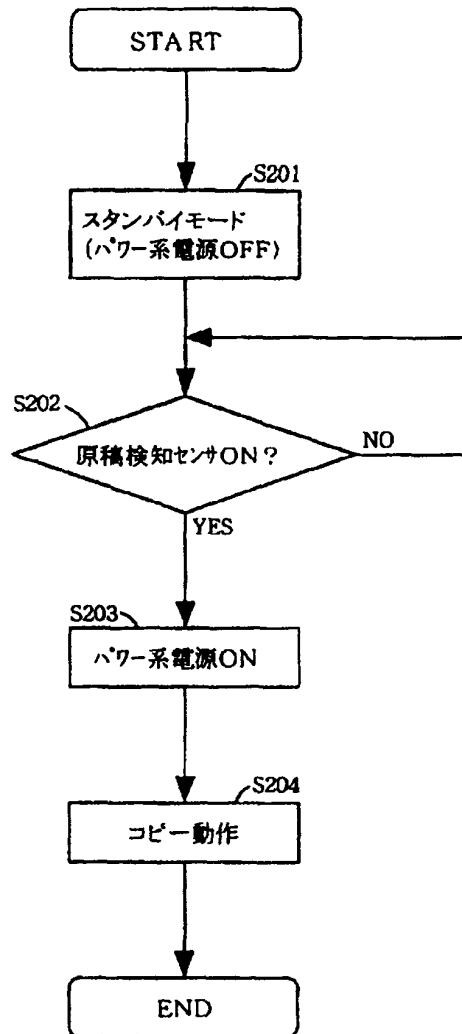 START
S201
スタンバイモード
(パワー系電源OFF)
S202
原稿検知センサON?
NO
YES
S203
パワー系電源ON
S204
コピー動作
END